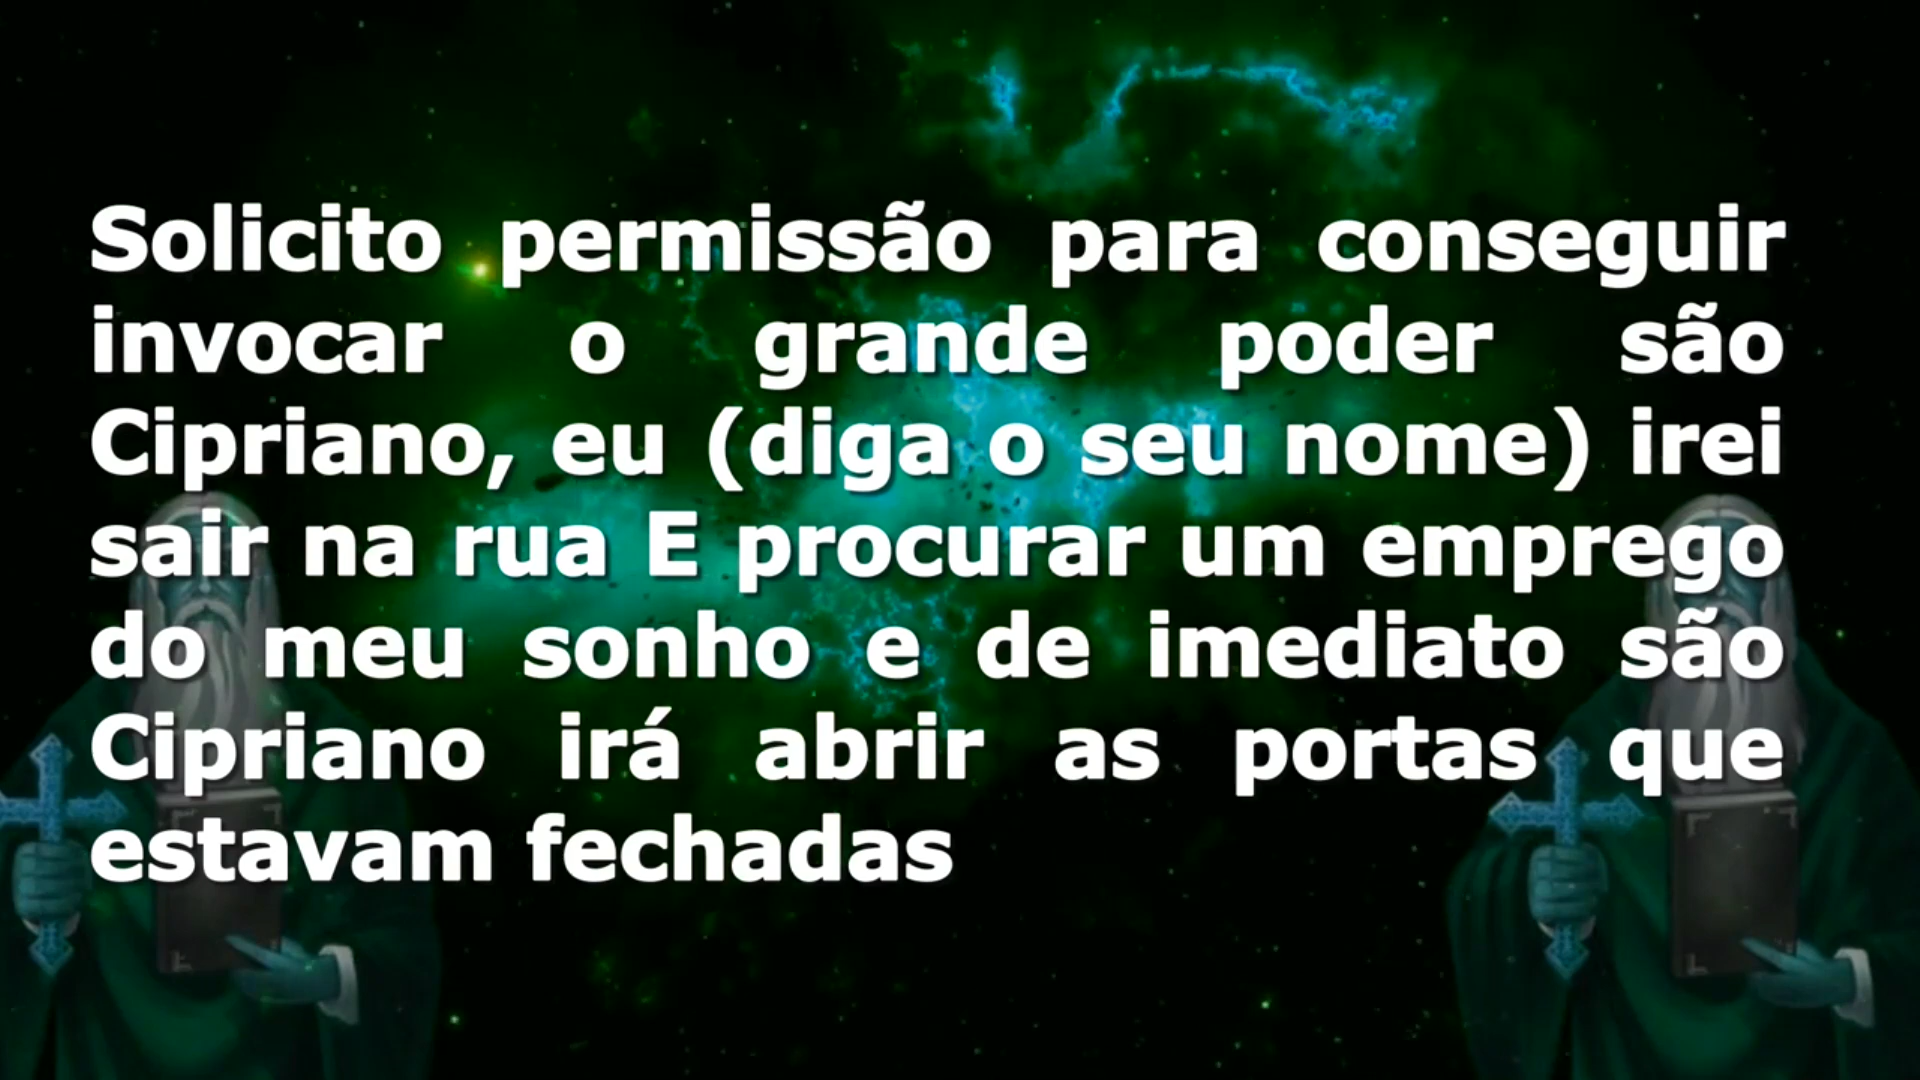 Solicito permissão para conseguir
invocar o grande poder são
Cipriano, eu (diga o seu nome) irei
sair na rua E procurar um emprego
do meu sonho e de imediato são
Cipriano irá abrir as portas que
estavam fechadas